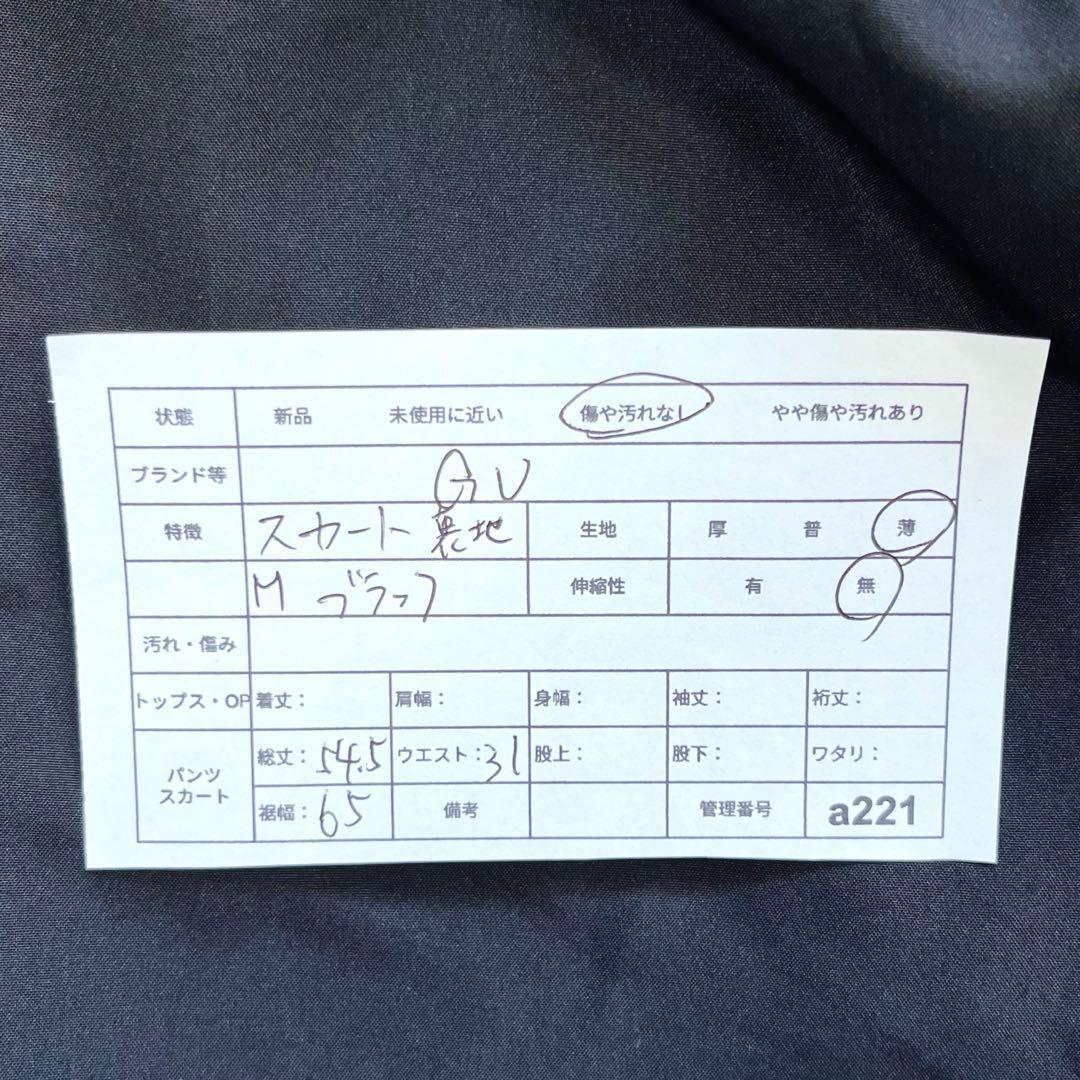 状態 新品 未使用に近い 傷や汚れなし やや傷や汚れあり
ブランド等 GU
特徴 スカート裏地 生地 厚 普 薄
M ブラック 伸縮性 有 無
汚れ・傷み
トップス・OP 着丈： 肩幅： 身幅： 袖丈： 裄丈：
パンツ スカート 総丈：54.5 ウエスト：31 股上： 股下： ワタリ：
裾幅：65 備考 管理番号 a221